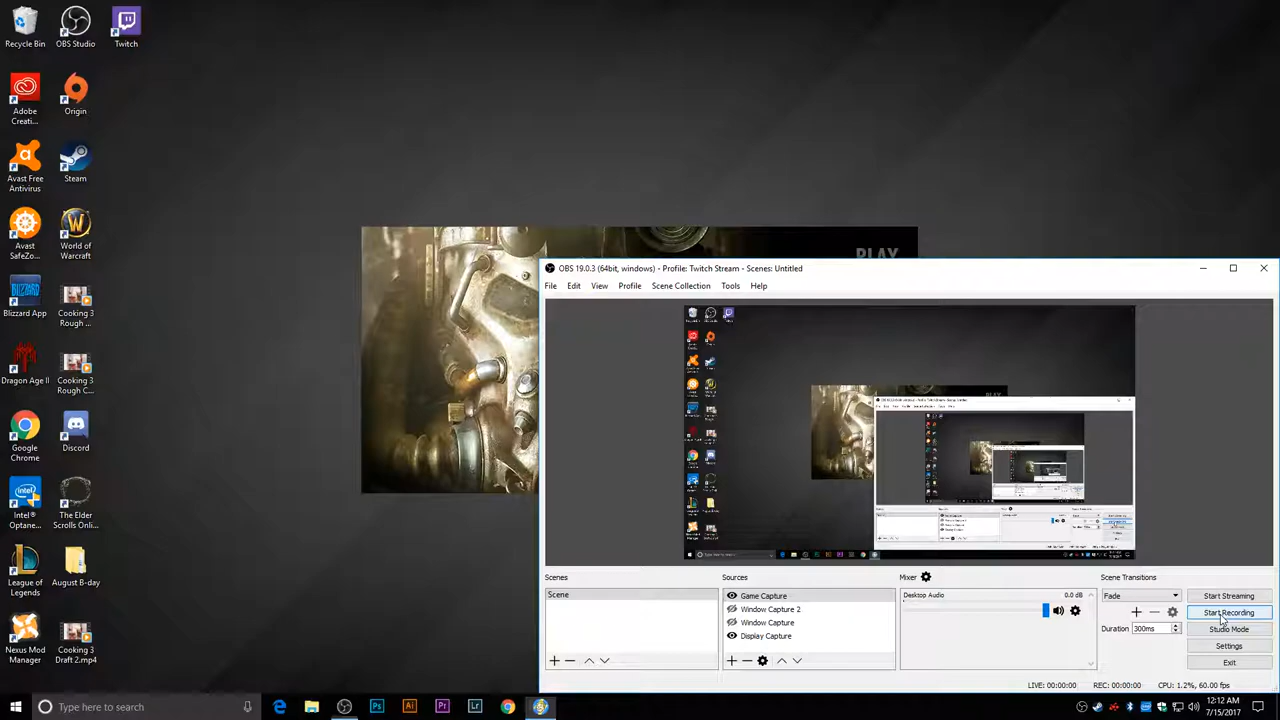 Recycle Bin
OBS Studio
Twitch
Adobe Creati...
Origin
Avast Free Antivirus
Steam
Avast SafeZo...
World of Warcraft
Blizzard App
Cooking 3 Rough ...
Dragon Age II
Cooking 3 Rough C...
Google Chrome
Discord
Intel® Optane...
The Elder Scrolls Onli...
League of Legends
August B-day
Nexus Mod Manager
Cooking 3 Draft 2.mp4
PLAY
OBS 19.0.3 (64bit, windows) - Profile: Twitch Stream - Scenes: Untitled
File Edit View Profile Scene Collection Tools Help
Scenes
Scene
Sources
Game Capture
Window Capture 2
Window Capture
Display Capture
Mixer
Desktop Audio 0.0 dB
Scene Transitions
Fade
Duration 300ms
Start Streaming
Start Recording
Studio Mode
Settings
Exit
LIVE: 00:00:00 REC: 00:00:00 CPU: 1.2%, 60.00 fps
Type here to search
Ps Ai Pr Lr
12:12 AM
7/15/2017